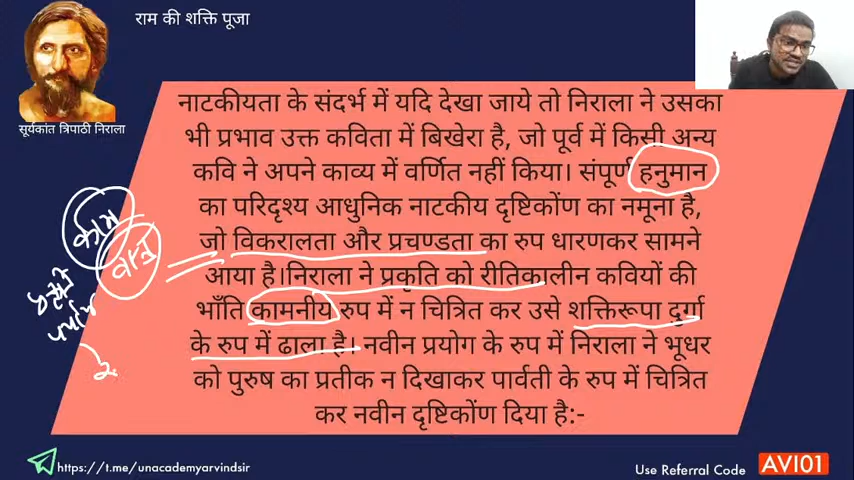 राम की शक्ति पूजा
सूर्यकांत त्रिपाठी निराला
नाटकीयता के संदर्भ में यदि देखा जाये तो निराला ने उसका
भी प्रभाव उक्त कविता में बिखेरा है, जो पूर्व में किसी अन्य
कवि ने अपने काव्य में वर्णित नहीं किया। संपूर्ण हनुमान
का परिदृश्य आधुनिक नाटकीय दृष्टिकोंण का नमूना है,
जो विकरालता और प्रचण्डता का रुप धारणकर सामने
आया है।निराला ने प्रकृति को रीतिकालीन कवियों की
भाँति कामनीय रुप में न चित्रित कर उसे शक्तिरूपा दुर्गा
के रुप में ढाला है। नवीन प्रयोग के रुप में निराला ने भूधर
को पुरुष का प्रतीक न दिखाकर पार्वती के रुप में चित्रित
कर नवीन दृष्टिकोंण दिया है:-
काम
https://t.me/unacademyarvindsir
Use Referral Code AVI01